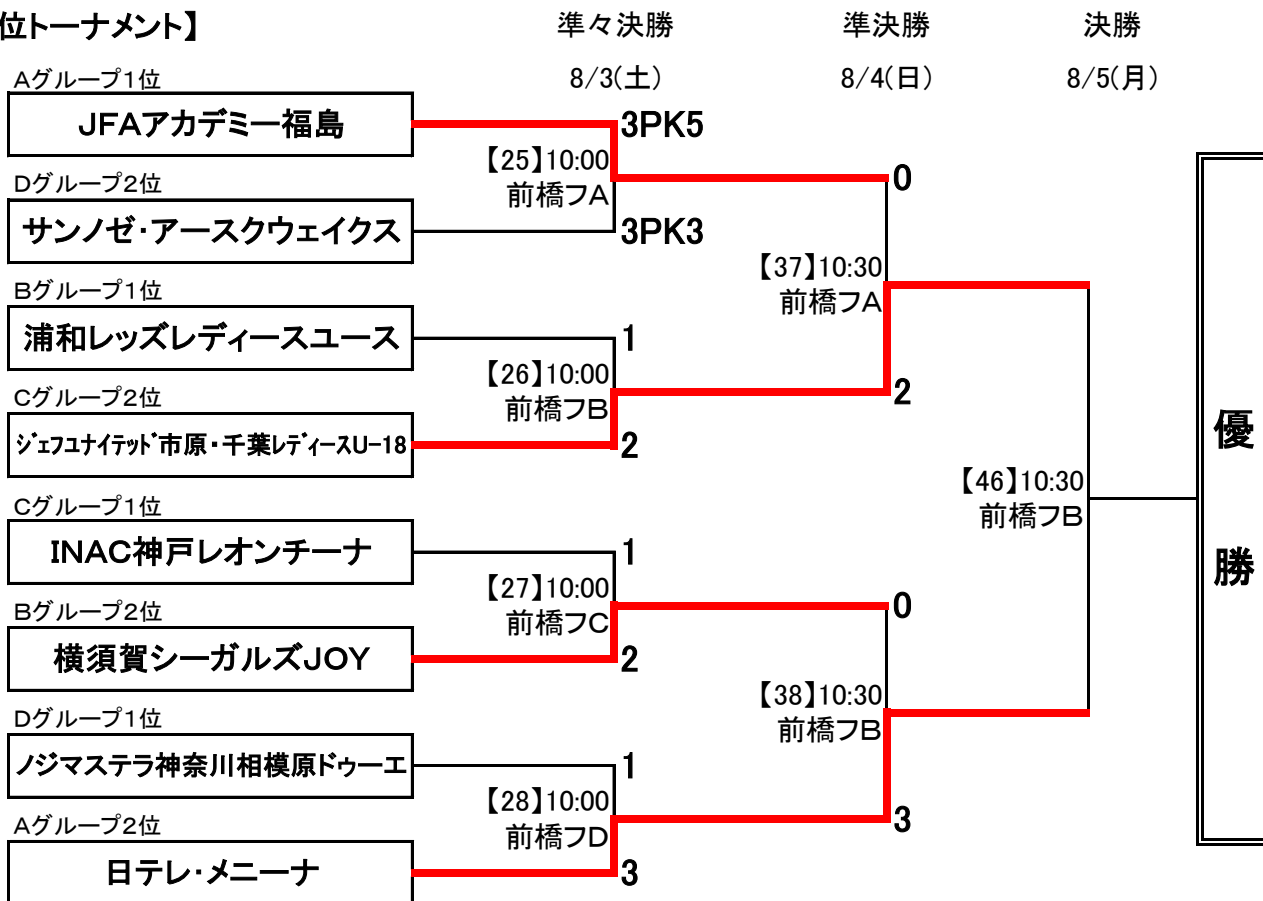 位トーナメント】
準々決勝
準決勝
決勝
8/3(土)
8/4(日)
8/5(月)
Aグループ1位
JFAアカデミー福島
3PK5
【25】10:00
前橋フA
0
Dグループ2位
サンノゼ・アースクウェイクス
3PK3
【37】10:30
前橋フA
Bグループ1位
浦和レッズレディースユース
1
【26】10:00
前橋フB
2
Cグループ2位
ジェフユナイテッド市原・千葉レディースU-18
2
優
勝
【46】10:30
前橋フB
Cグループ1位
INAC神戸レオンチーナ
1
【27】10:00
前橋フC
0
Bグループ2位
横須賀シーガルズJOY
2
【38】10:30
前橋フB
Dグループ1位
ノジマステラ神奈川相模原ドゥーエ
1
【28】10:00
前橋フD
3
Aグループ2位
日テレ・メニーナ
3